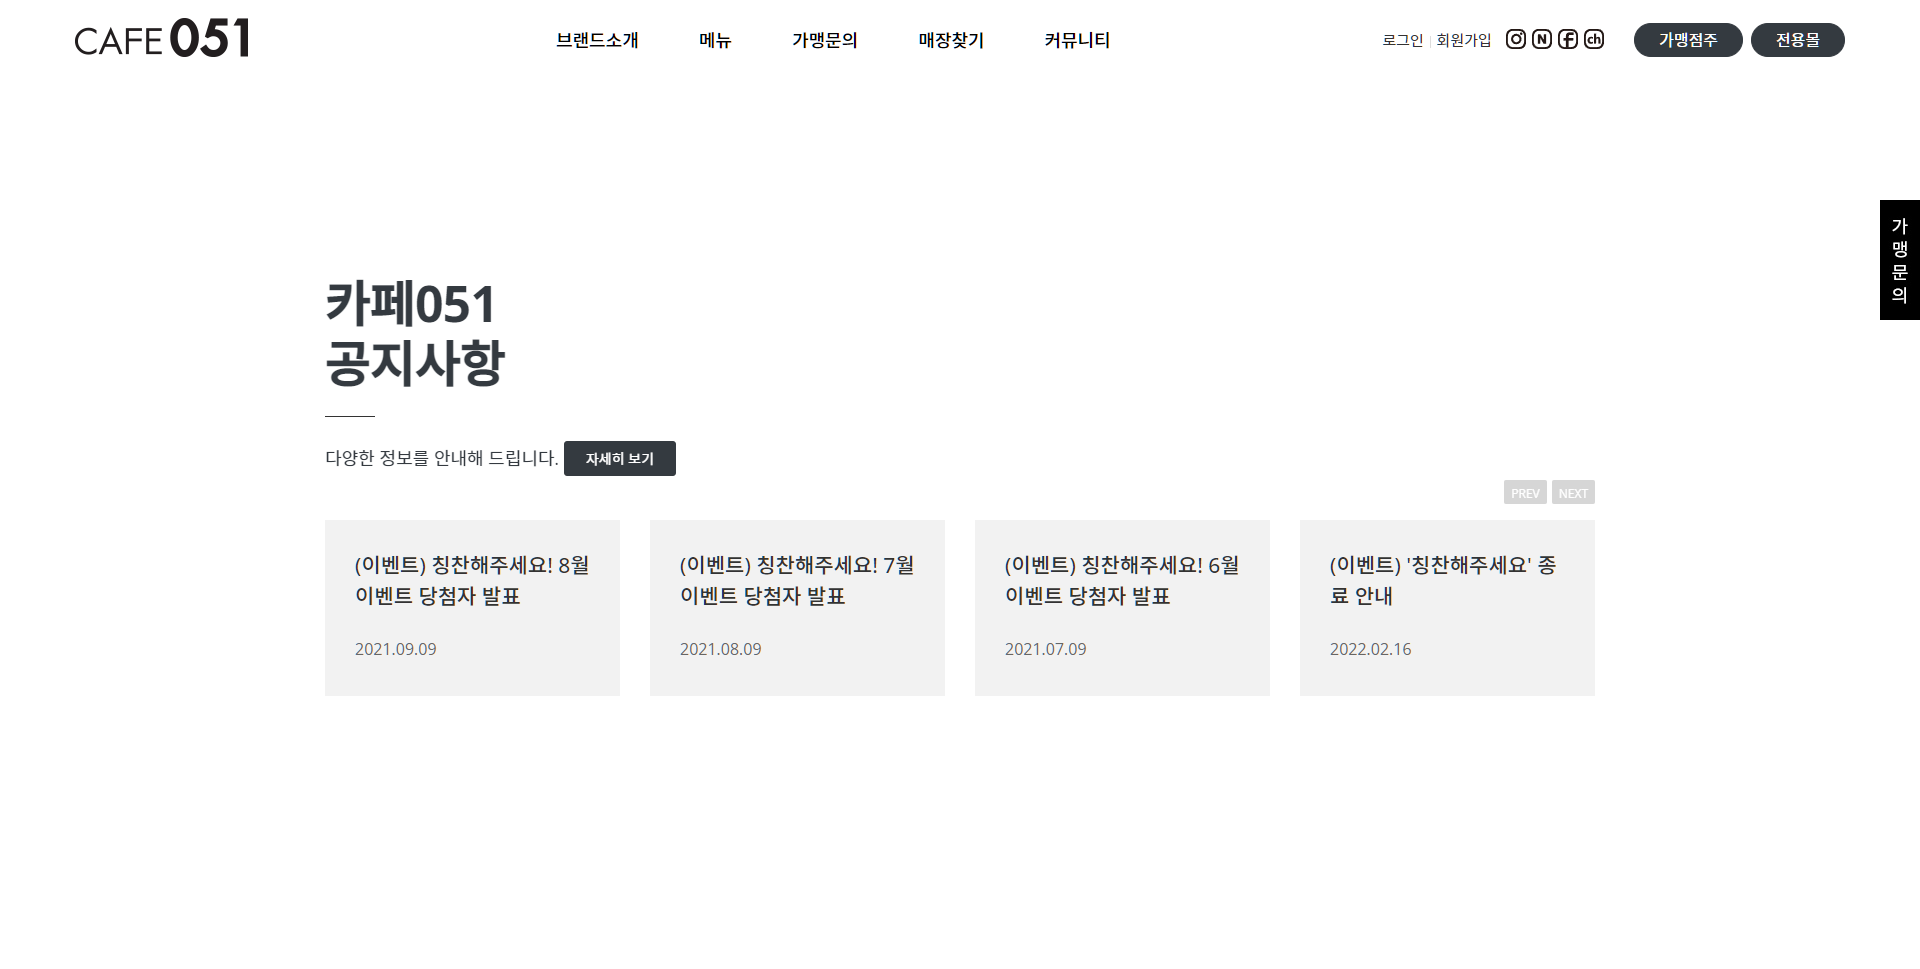 CAFE 051
브랜드소개 메뉴 가맹문의 매장찾기 커뮤니티
로그인 회원가입 N f ch 가맹점주 전용몰
가
맹
문
의
카페051
공지사항
다양한 정보를 안내해 드립니다. 자세히 보기
PREV NEXT
(이벤트) 칭찬해주세요! 8월
이벤트 당첨자 발표
2021.09.09
(이벤트) 칭찬해주세요! 7월
이벤트 당첨자 발표
2021.08.09
(이벤트) 칭찬해주세요! 6월
이벤트 당첨자 발표
2021.07.09
(이벤트) '칭찬해주세요' 종
료 안내
2022.02.16